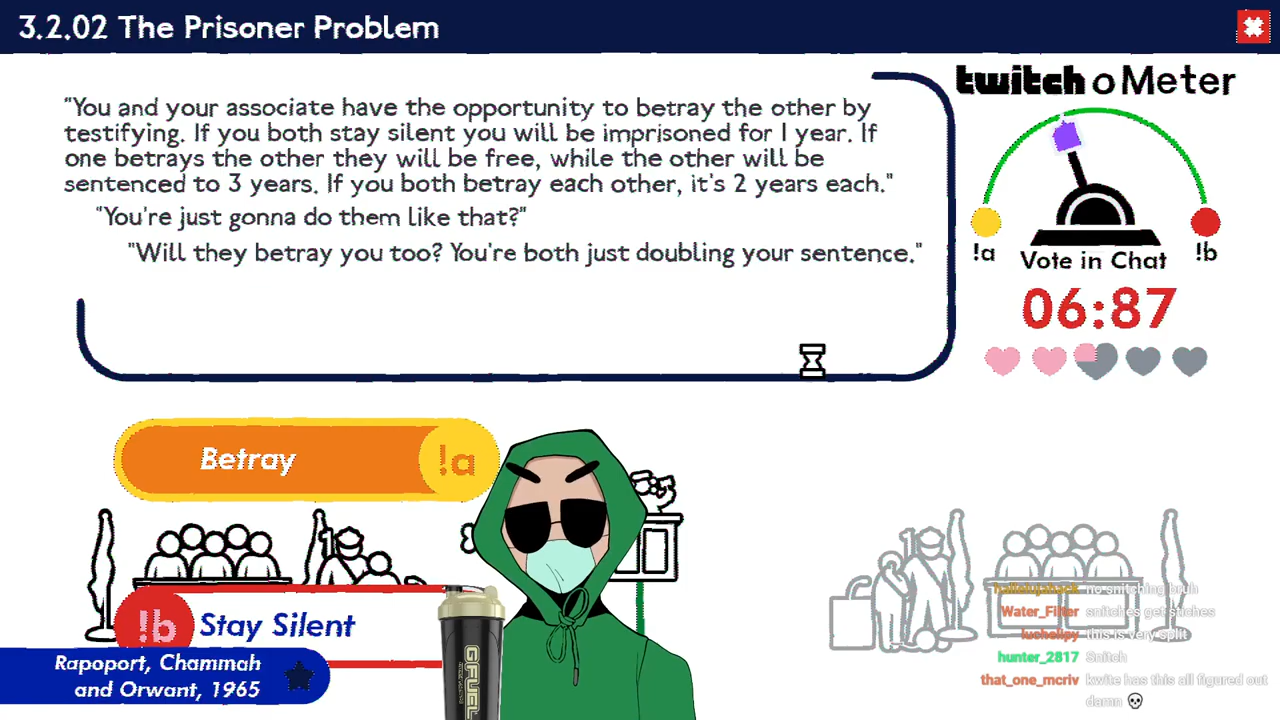 3.2.02 The Prisoner Problem
"You and your associate have the opportunity to betray the other by
testifying. If you both stay silent you will be imprisoned for 1 year. If
one betrays the other they will be free, while the other will be
sentenced to 3 years. If you both betray each other, it's 2 years each."
"You're just gonna do them like that?"
"Will they betray you too? You're both just doubling your sentence."
twitch o Meter
!a
Vote in Chat
!b
06:87
Betray
!a
!b
Stay Silent
Rapoport, Chammah
and Orwant, 1965
G FUEL
hallelujahack no snitching bruh
Water_Filter snitches get stiches
this is very split
hunter_2817 Snitch
that_one_mcriv kwite has this all figured out
damn 💀